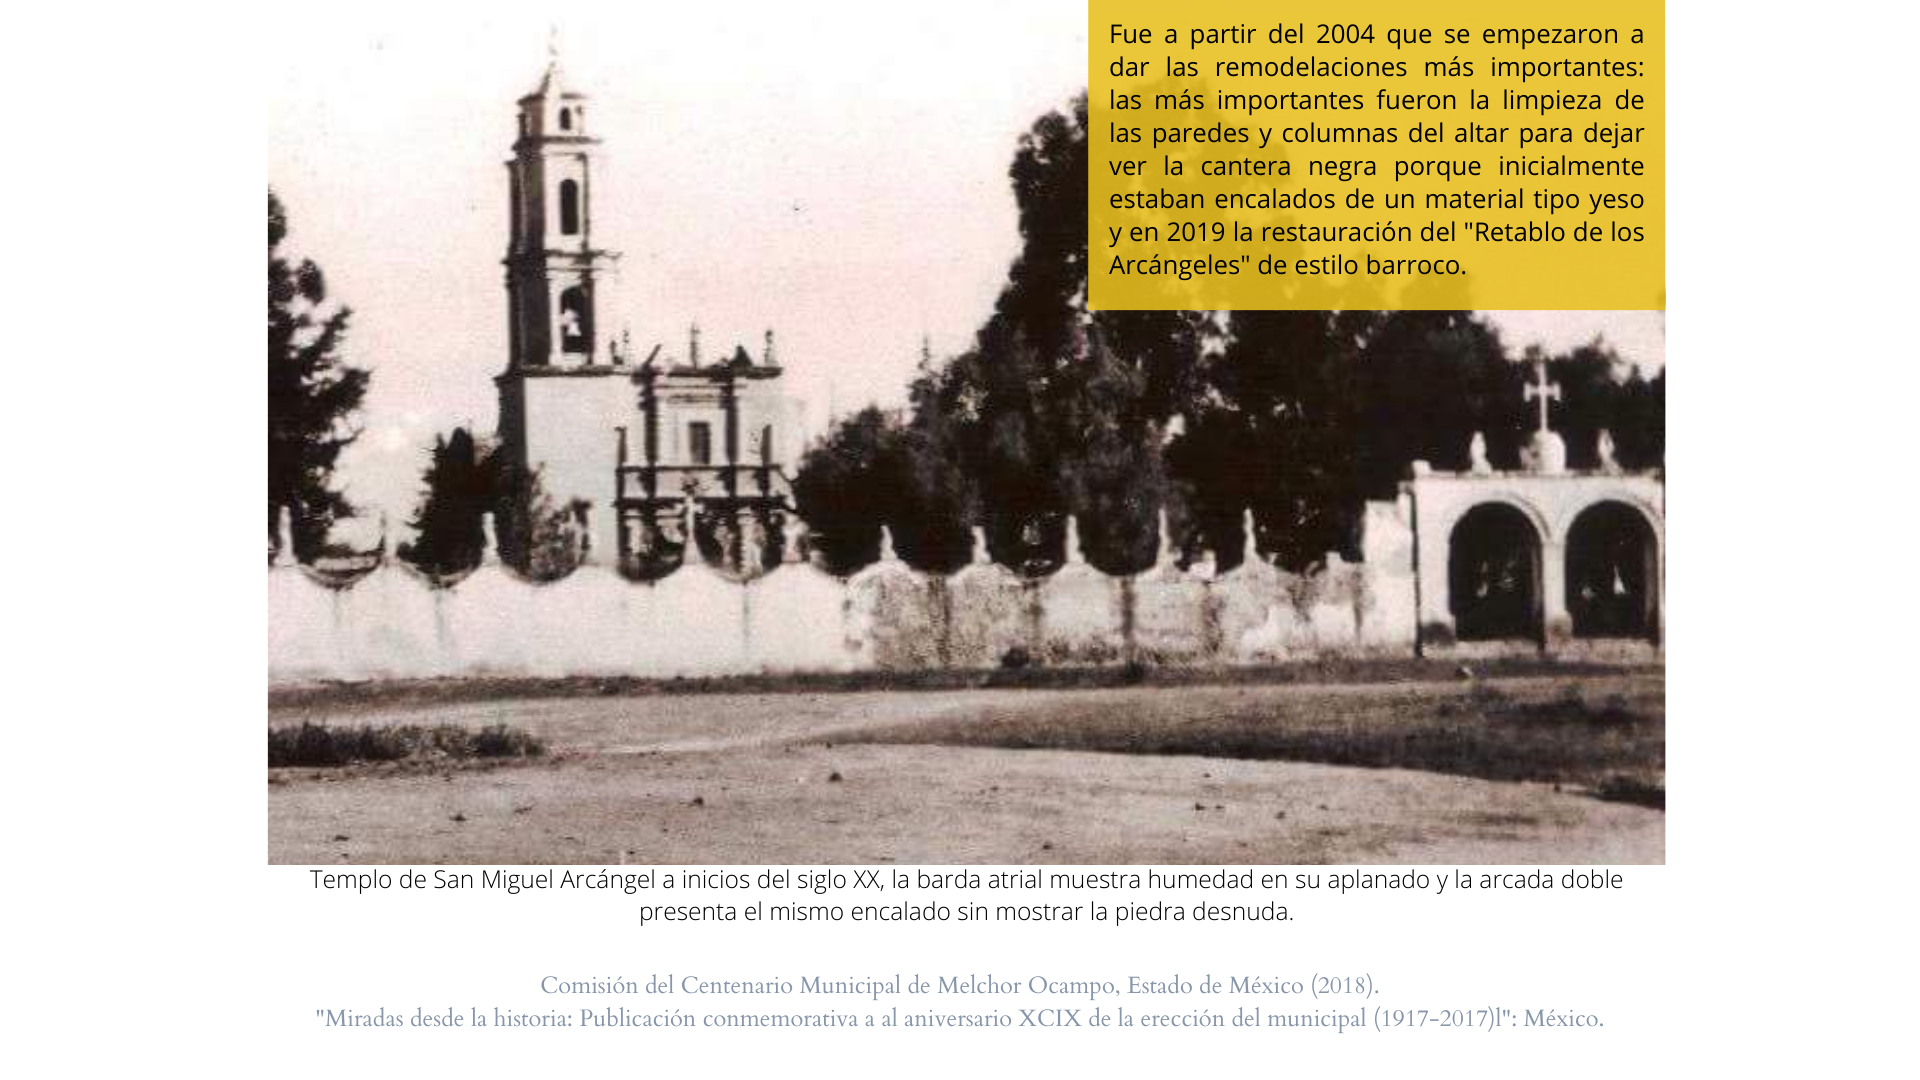 Fue a partir del 2004 que se empezaron a
dar las remodelaciones más importantes:
las más importantes fueron la limpieza de
las paredes y columnas del altar para dejar
ver la cantera negra porque inicialmente
estaban encalados de un material tipo yeso
y en 2019 la restauración del "Retablo de los
Arcángeles" de estilo barroco.
Templo de San Miguel Arcángel a inicios del siglo XX, la barda atrial muestra humedad en su aplanado y la arcada doble
presenta el mismo encalado sin mostrar la piedra desnuda.
Comisión del Centenario Municipal de Melchor Ocampo, Estado de México (2018).
"Miradas desde la historia: Publicación conmemorativa a al aniversario XCIX de la erección del municipal (1917-2017)l": México.